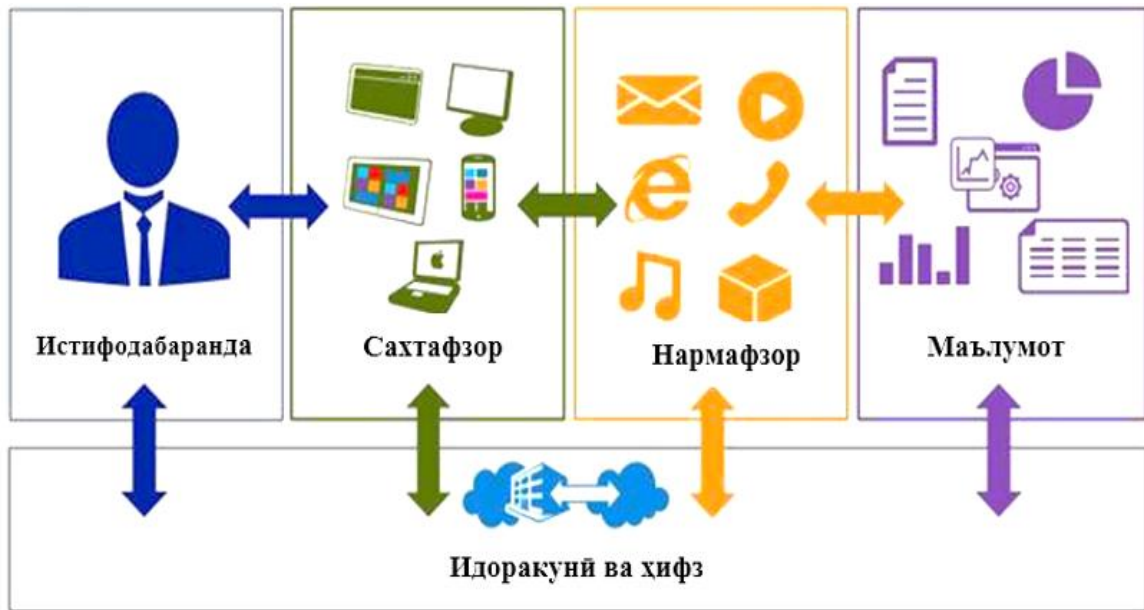 Истифодабаранда
Сахтафзор
Нармафзор
Маълумот
Идоракунӣ ва ҳифз